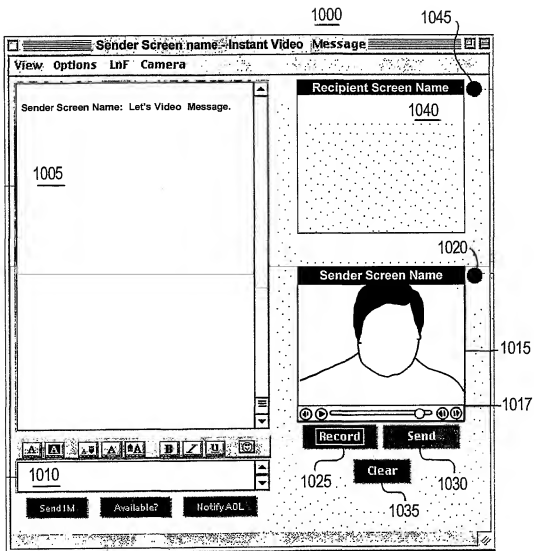 1000
1045
Sender Screen name - Instant Video Message
View Options LnF Camera
Recipient Screen Name
Sender Screen Name: Let's Video Message.
1040
1005
1020
Sender Screen Name
1015
1017
Record Send
A A A A A B I U
1010
1025
Clear
1030
1035
Send IM Available? Notify AOL